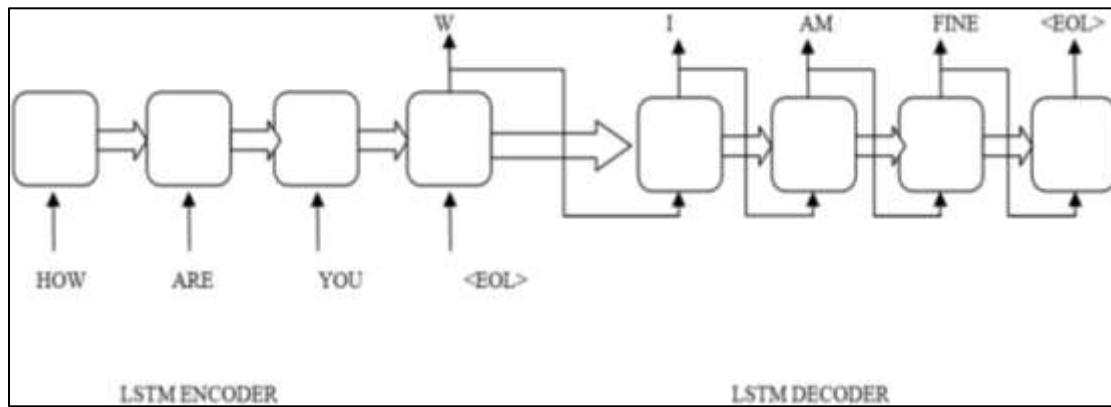 W I AM FINE <EOL>
HOW ARE YOU <EOL>
LSTM ENCODER LSTM DECODER